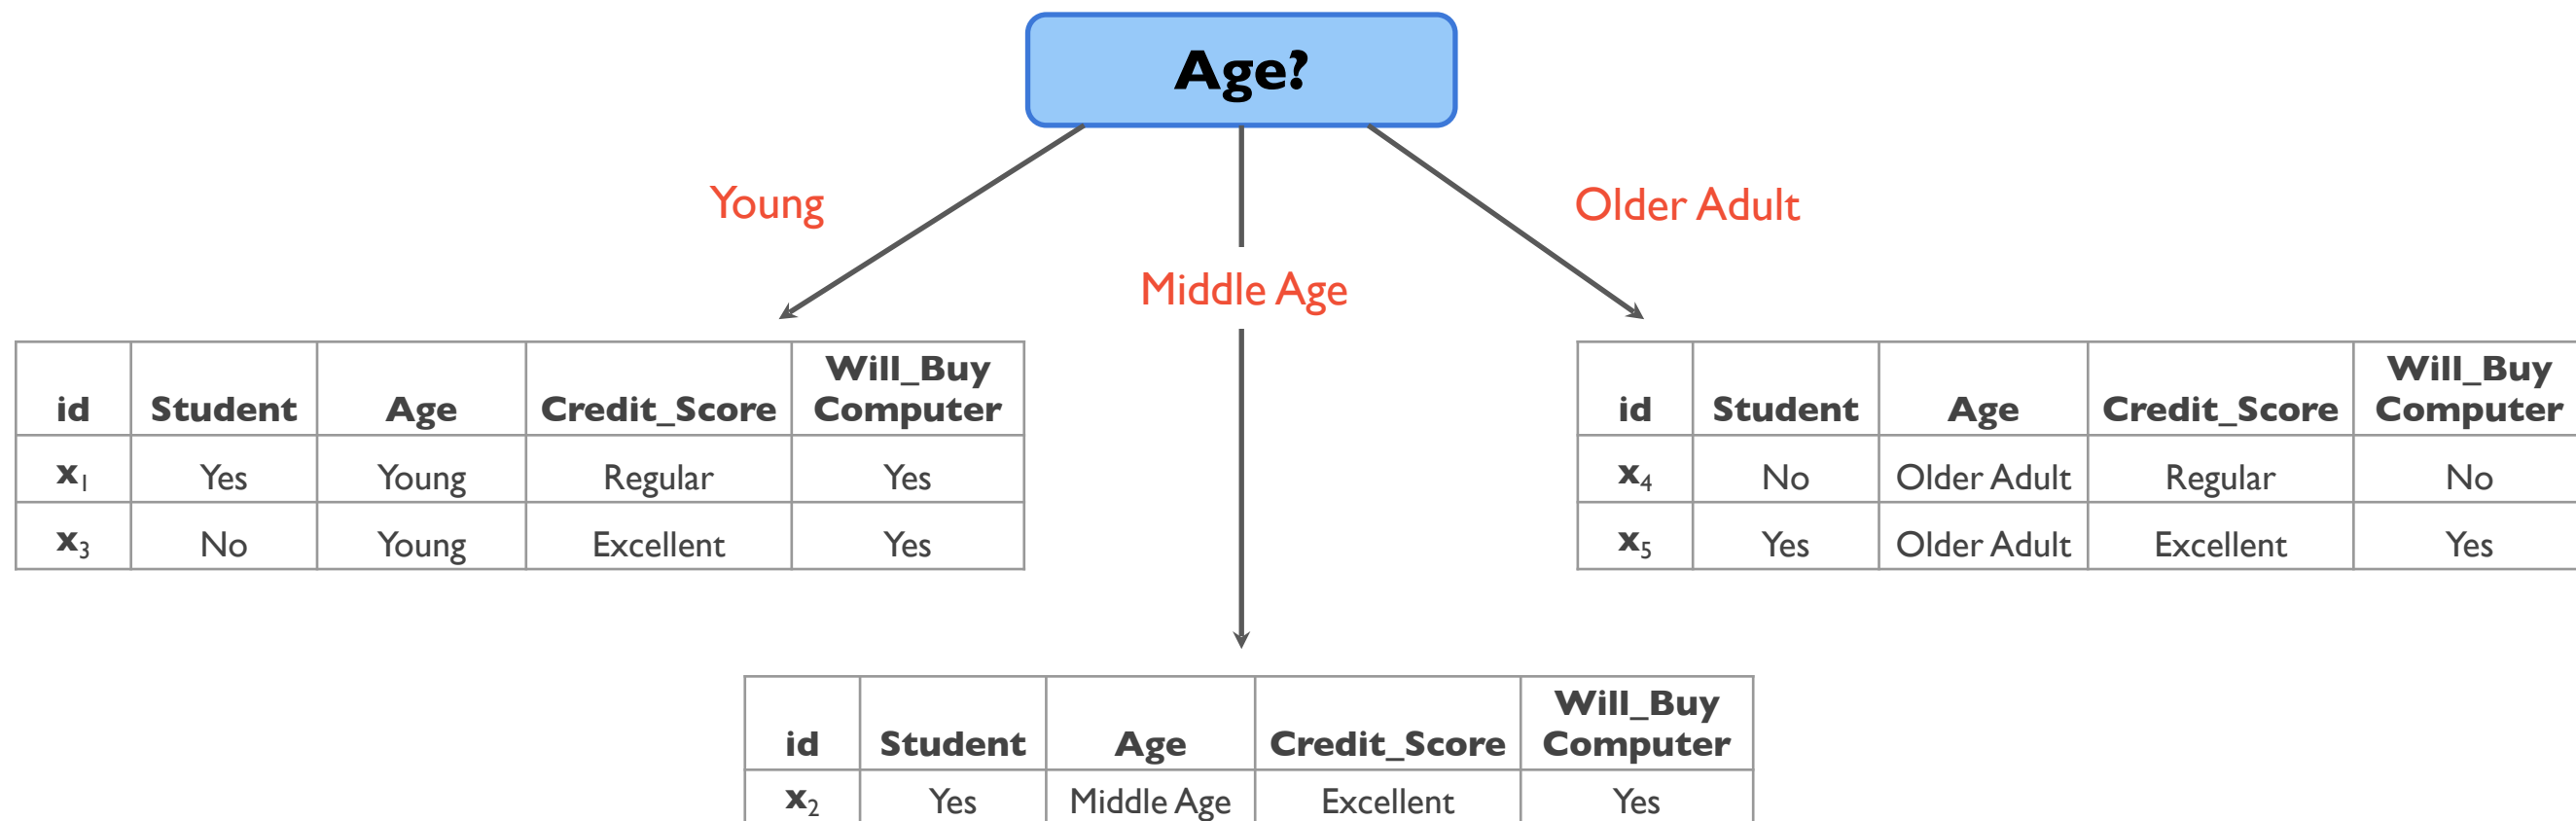 Age?
Young
Older Adult
Middle Age
id Student Age Credit_Score Will_Buy Computer
x₁ Yes Young Regular Yes
x₃ No Young Excellent Yes
id Student Age Credit_Score Will_Buy Computer
x₄ No Older Adult Regular No
x₅ Yes Older Adult Excellent Yes
id Student Age Credit_Score Will_Buy Computer
x₂ Yes Middle Age Excellent Yes